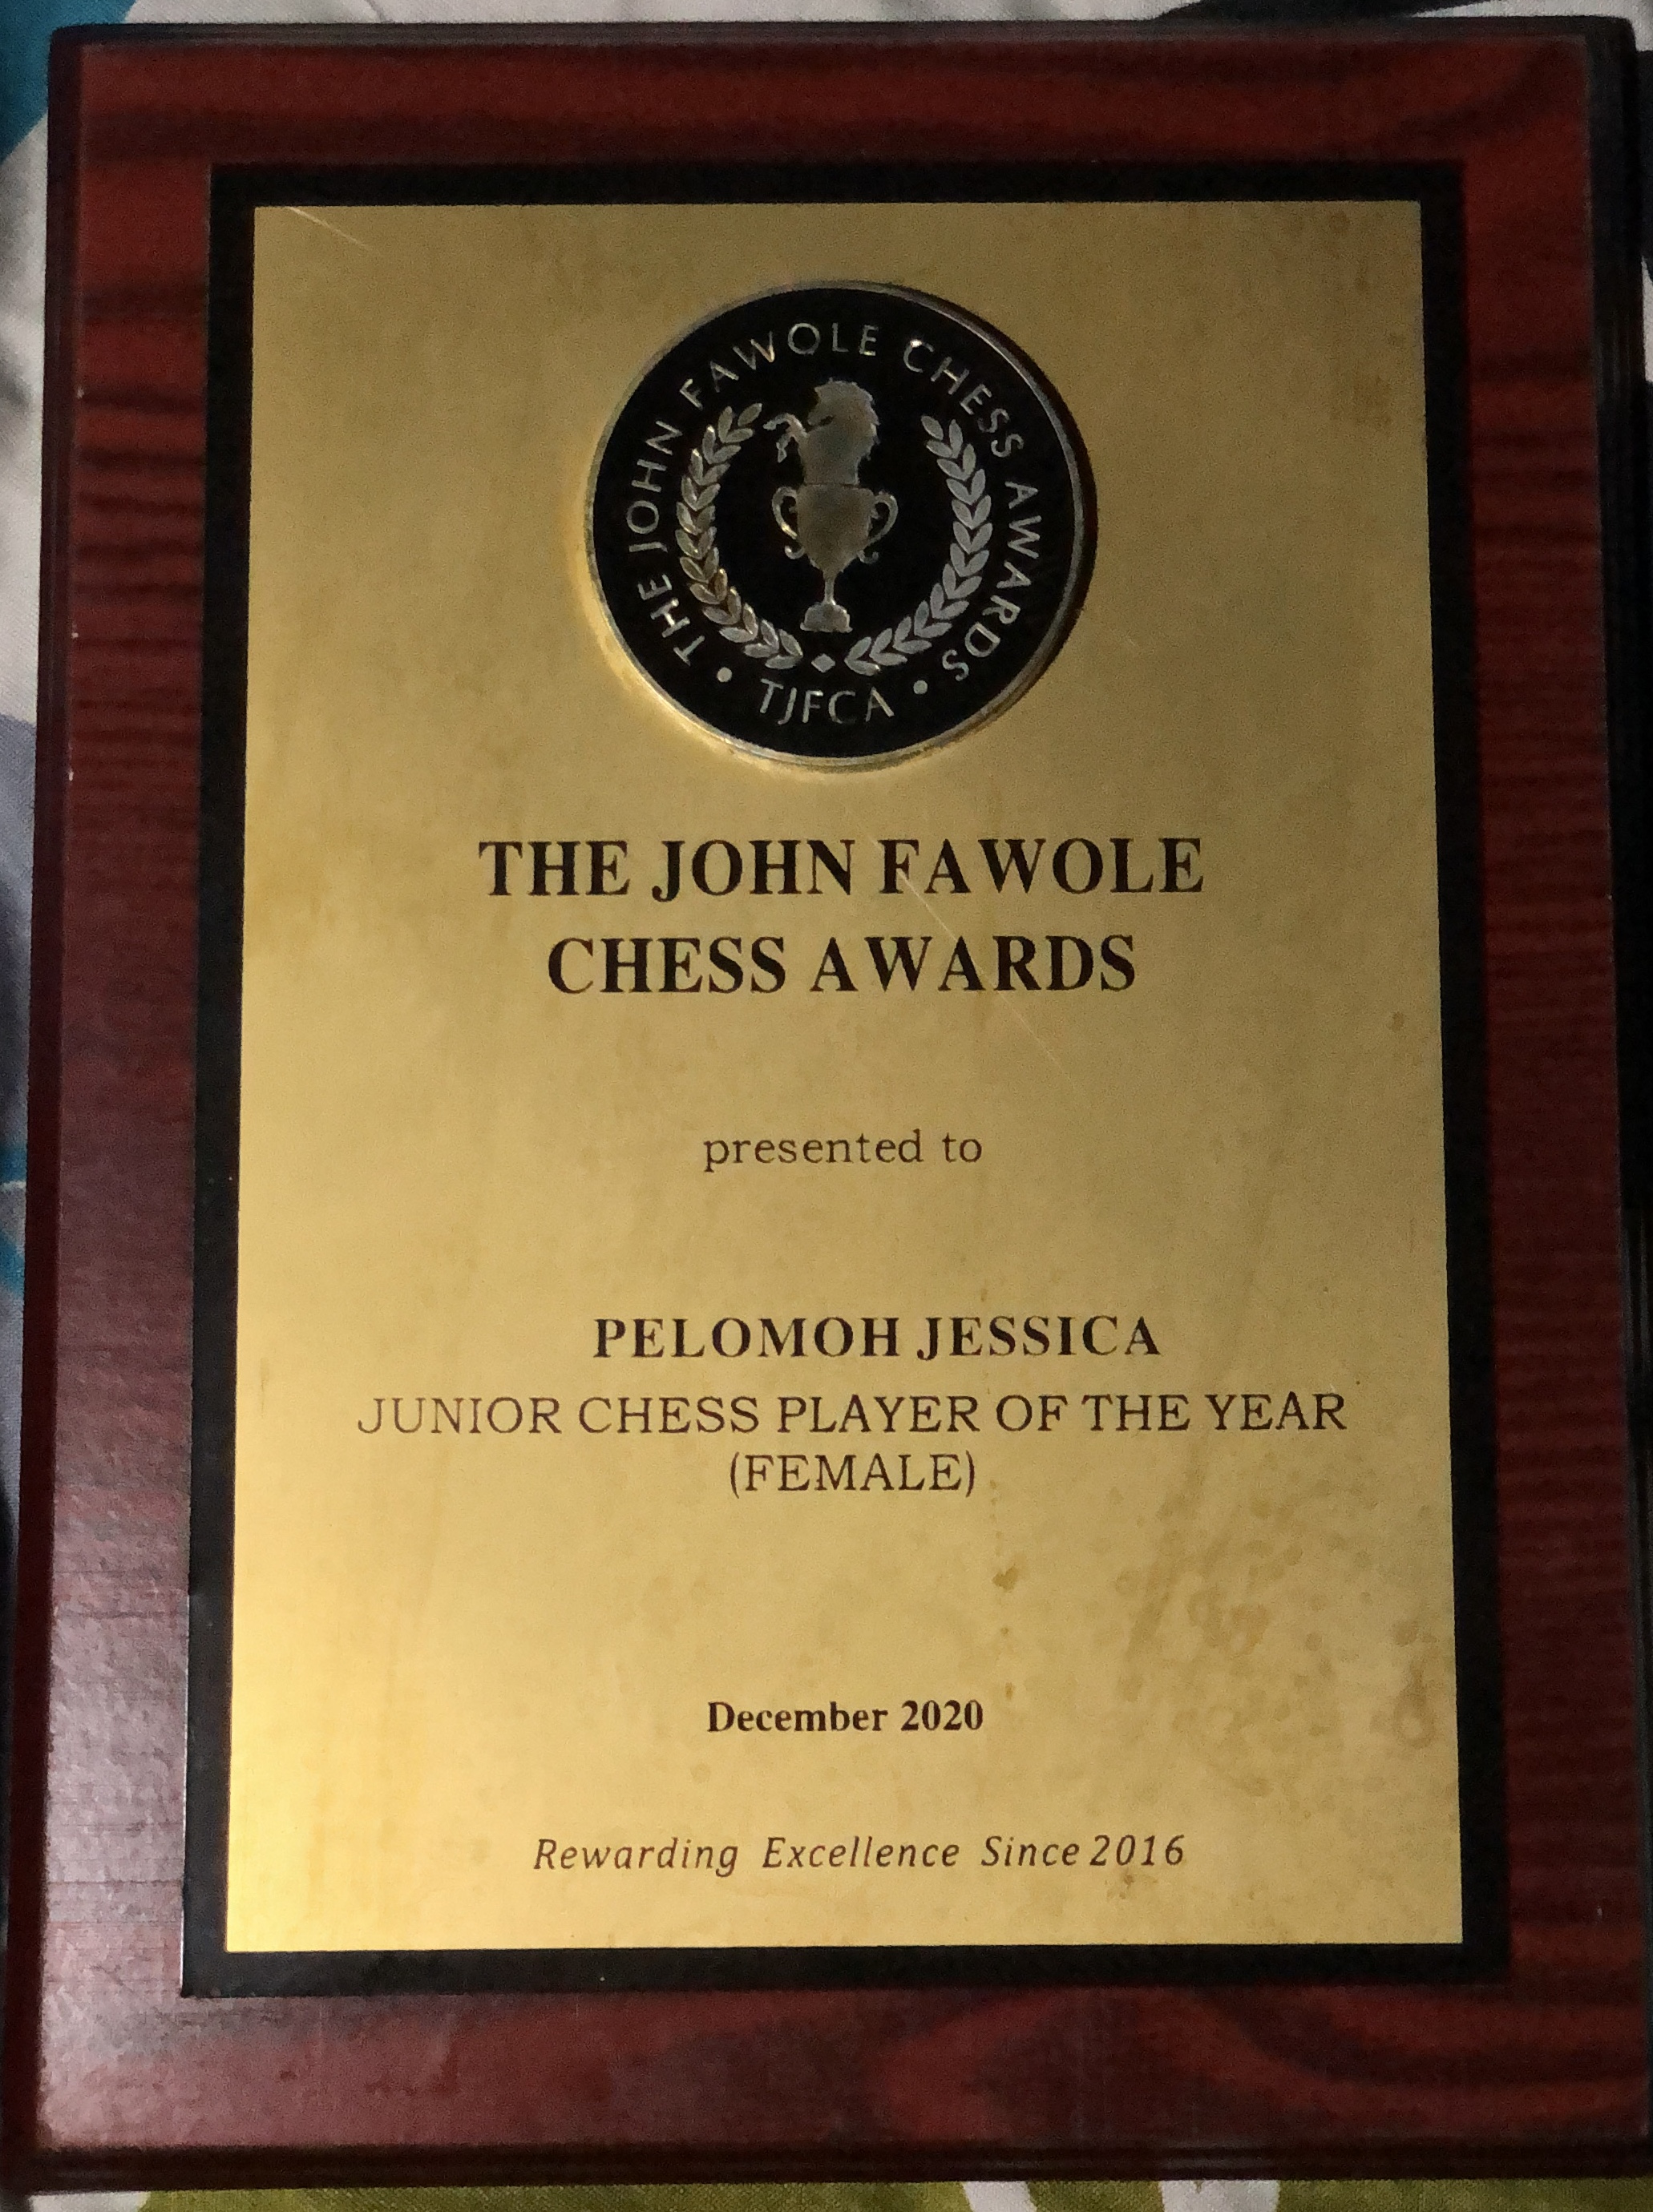 THE JOHN FAWOLE CHESS AWARDS
• TJFCA •
THE JOHN FAWOLE
CHESS AWARDS
presented to
PELOMOH JESSICA
JUNIOR CHESS PLAYER OF THE YEAR
(FEMALE)
December 2020
Rewarding Excellence Since 2016